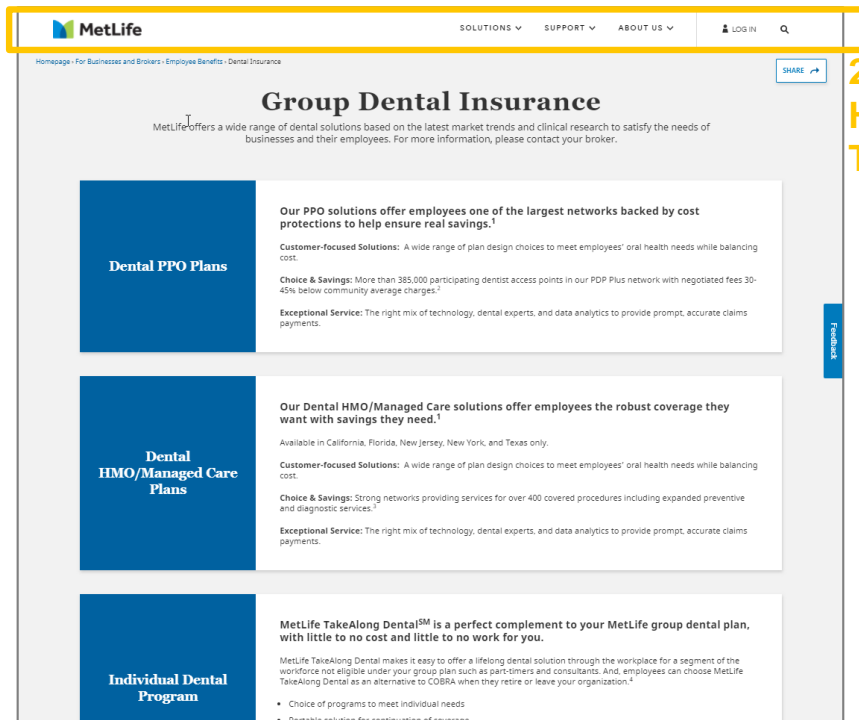 MetLife
SOLUTIONS SUPPORT ABOUT US LOG IN
Homepage › For Businesses and Brokers › Employee Benefits › Dental Insurance
SHARE
Group Dental Insurance
MetLife offers a wide range of dental solutions based on the latest market trends and clinical research to satisfy the needs of
businesses and their employees. For more information, please contact your broker.
Dental PPO Plans
Our PPO solutions offer employees one of the largest networks backed by cost
protections to help ensure real savings.1
Customer-focused Solutions: A wide range of plan design choices to meet employees' oral health needs while balancing
cost.
Choice & Savings: More than 385,000 participating dentist access points in our PDP Plus network with negotiated fees 30-
45% below community average charges.2
Exceptional Service: The right mix of technology, dental experts, and data analytics to provide prompt, accurate claims
payments.
Feedback
Dental
HMO/Managed Care
Plans
Our Dental HMO/Managed Care solutions offer employees the robust coverage they
want with savings they need.1
Available in California, Florida, New Jersey, New York, and Texas only.
Customer-focused Solutions: A wide range of plan design choices to meet employees' oral health needs while balancing
cost.
Choice & Savings: Strong networks providing services for over 400 covered procedures including expanded preventive
and diagnostic services.3
Exceptional Service: The right mix of technology, dental experts, and data analytics to provide prompt, accurate claims
payments.
Individual Dental
Program
MetLife TakeAlong DentalSM is a perfect complement to your MetLife group dental plan,
with little to no cost and little to no work for you.
MetLife TakeAlong Dental makes it easy to offer a lifelong dental solution through the workplace for a segment of the
workforce not eligible under your group plan such as part-timers and consultants. And, employees can choose MetLife
TakeAlong Dental as an alternative to COBRA when they retire or leave your organization.4
• Choice of programs to meet individual needs
• Portable solution for continuation of coverage